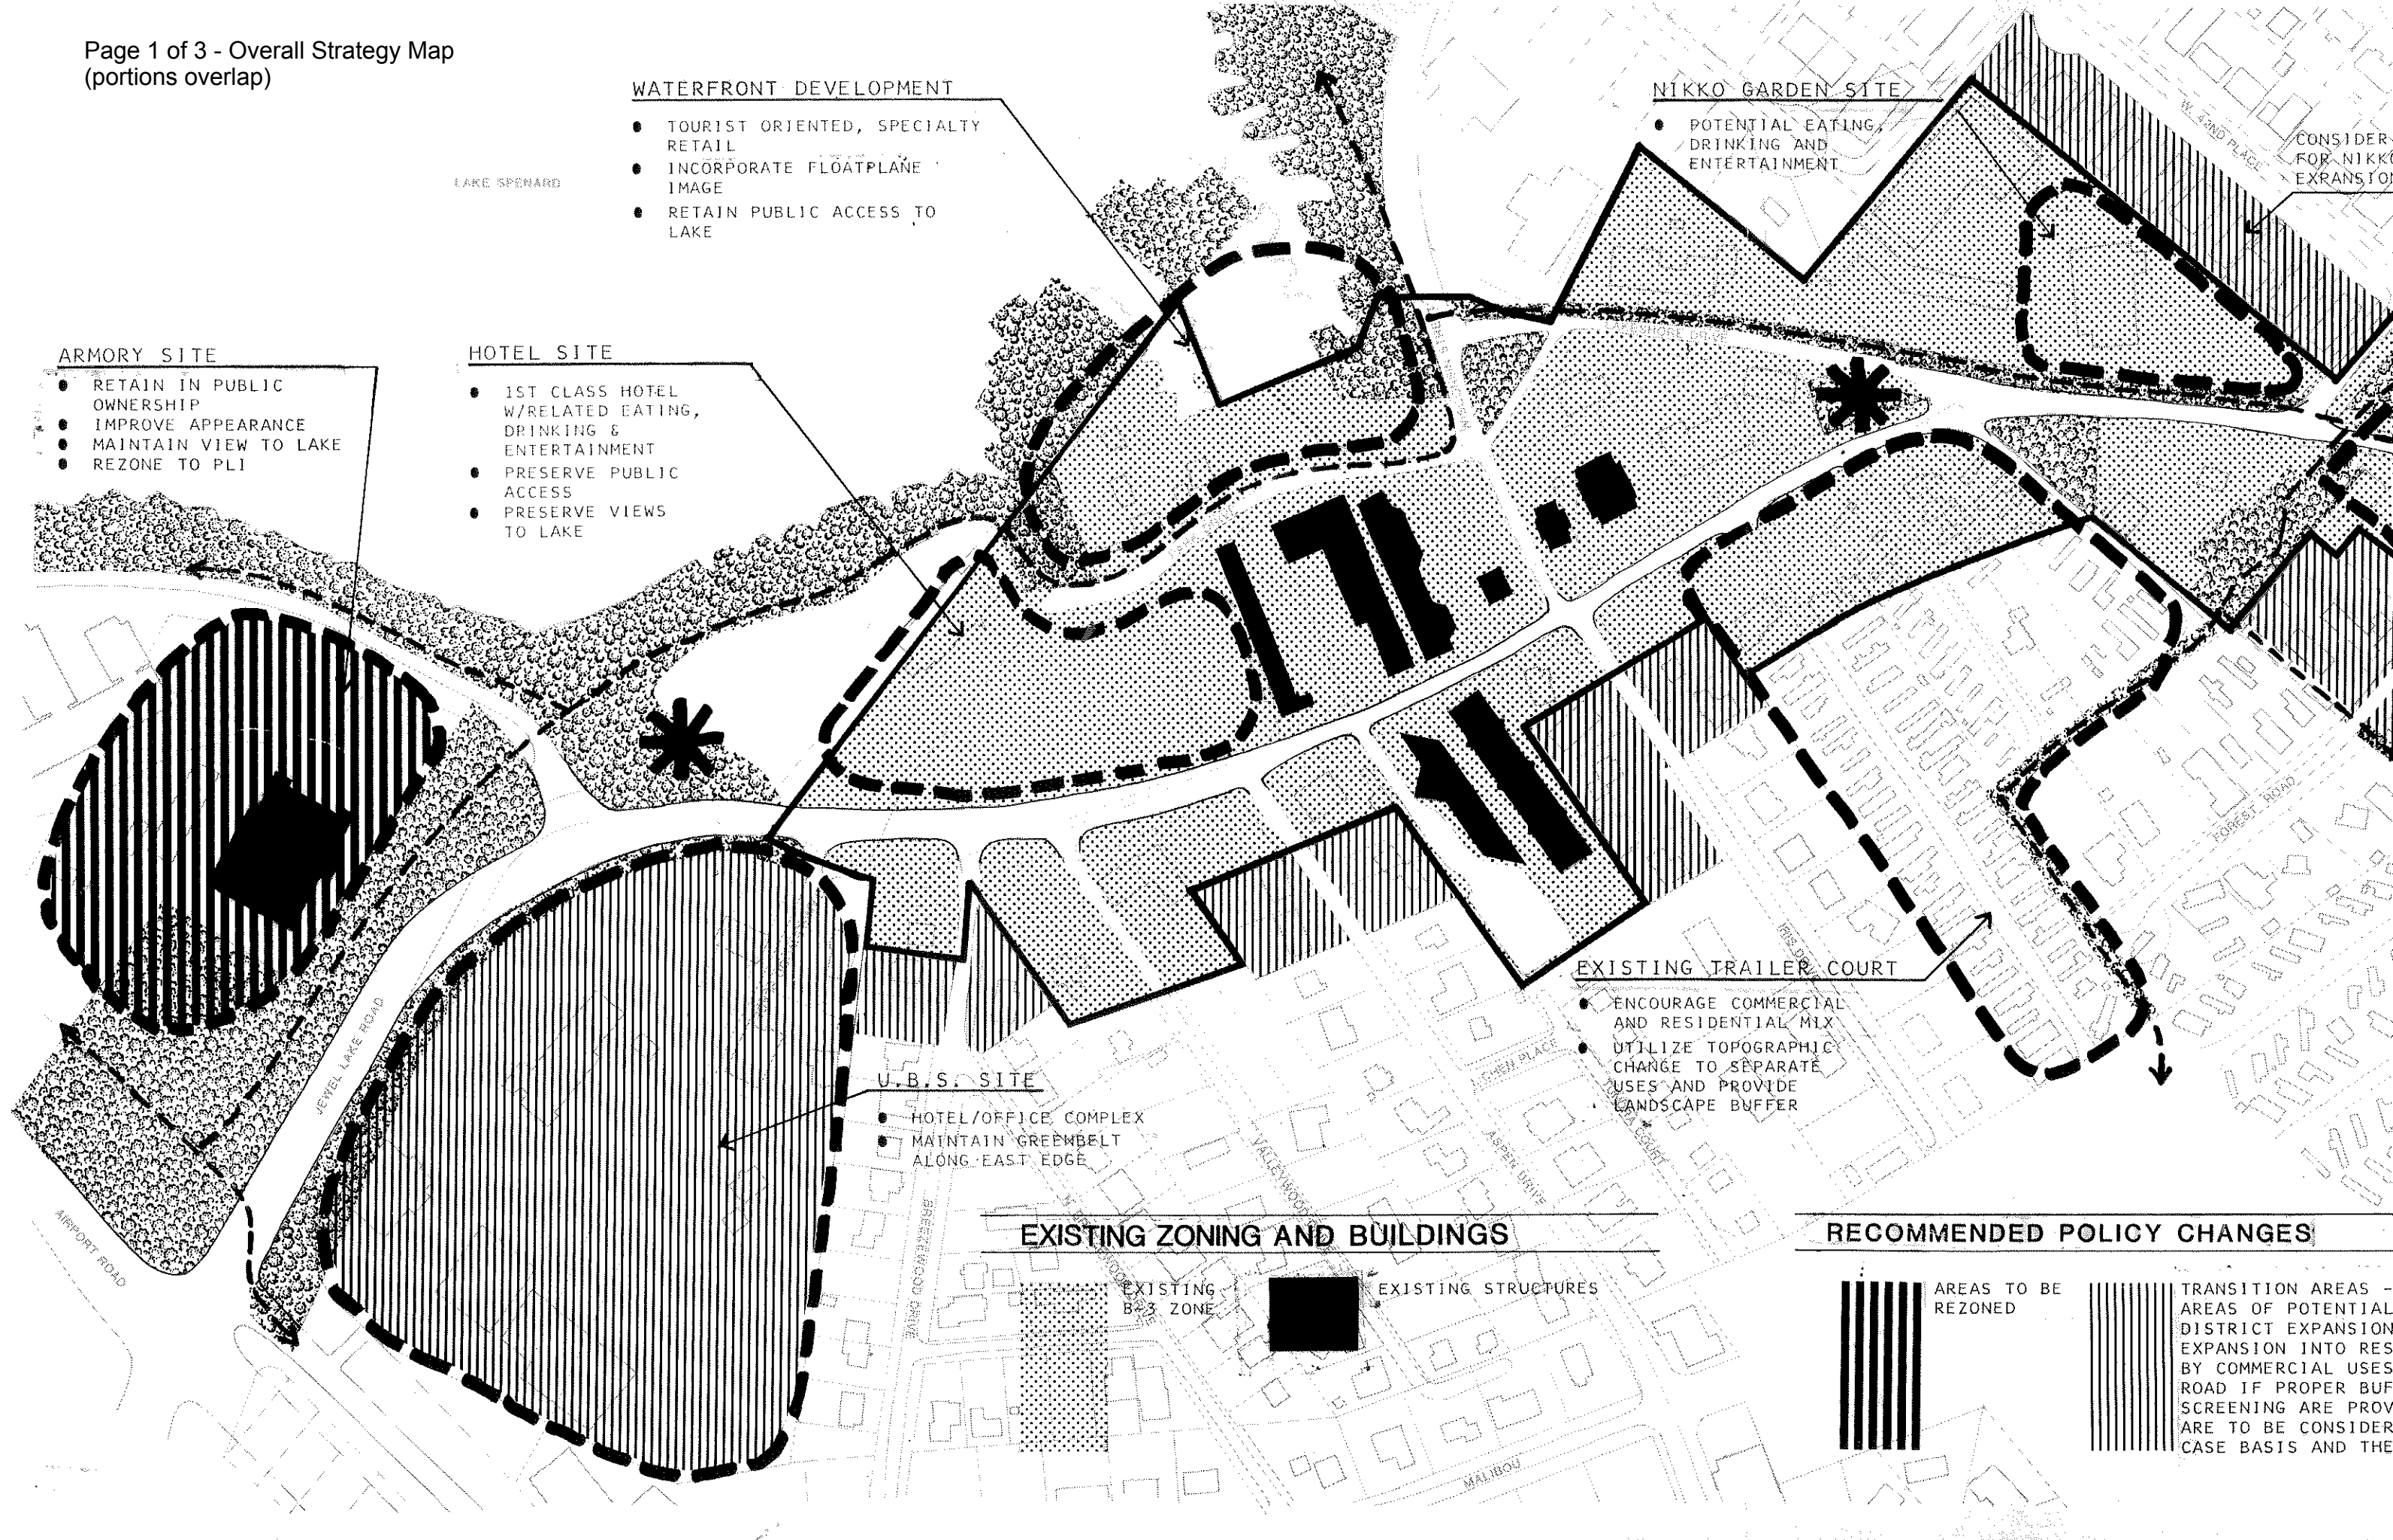 Page 1 of 3 - Overall Strategy Map
(portions overlap)
LAKE SPENARD
WATERFRONT DEVELOPMENT
● TOURIST ORIENTED, SPECIALTY
RETAIL
● INCORPORATE FLOATPLANE
IMAGE
● RETAIN PUBLIC ACCESS TO
LAKE
NIKKO GARDEN SITE
● POTENTIAL EATING,
DRINKING AND
ENTERTAINMENT
W. 42ND PLACE
CONSIDER
FOR NIKKO
EXPANSION
ARMORY SITE
● RETAIN IN PUBLIC
OWNERSHIP
● IMPROVE APPEARANCE
● MAINTAIN VIEW TO LAKE
● REZONE TO PLI
HOTEL SITE
● 1ST CLASS HOTEL
W/RELATED EATING,
DRINKING &
ENTERTAINMENT
● PRESERVE PUBLIC
ACCESS
● PRESERVE VIEWS
TO LAKE
FOREST ROAD
IRIS DRIVE
EXISTING TRAILER COURT
● ENCOURAGE COMMERCIAL
AND RESIDENTIAL MIX
● UTILIZE TOPOGRAPHIC
CHANGE TO SEPARATE
USES AND PROVIDE
LANDSCAPE BUFFER
JEWEL LAKE ROAD
AIRPORT ROAD
U.B.S. SITE
● HOTEL/OFFICE COMPLEX
● MAINTAIN GREENBELT
ALONG EAST EDGE
BREEZEWOOD DRIVE
ASPEN DRIVE
COURT
MALIBOU
EXISTING ZONING AND BUILDINGS
EXISTING
B-3 ZONE
EXISTING STRUCTURES
RECOMMENDED POLICY CHANGES
AREAS TO BE
REZONED
TRANSITION AREAS -
AREAS OF POTENTIAL
DISTRICT EXPANSION
EXPANSION INTO RES
BY COMMERCIAL USES
ROAD IF PROPER BUF
SCREENING ARE PROV
ARE TO BE CONSIDER
CASE BASIS AND THE